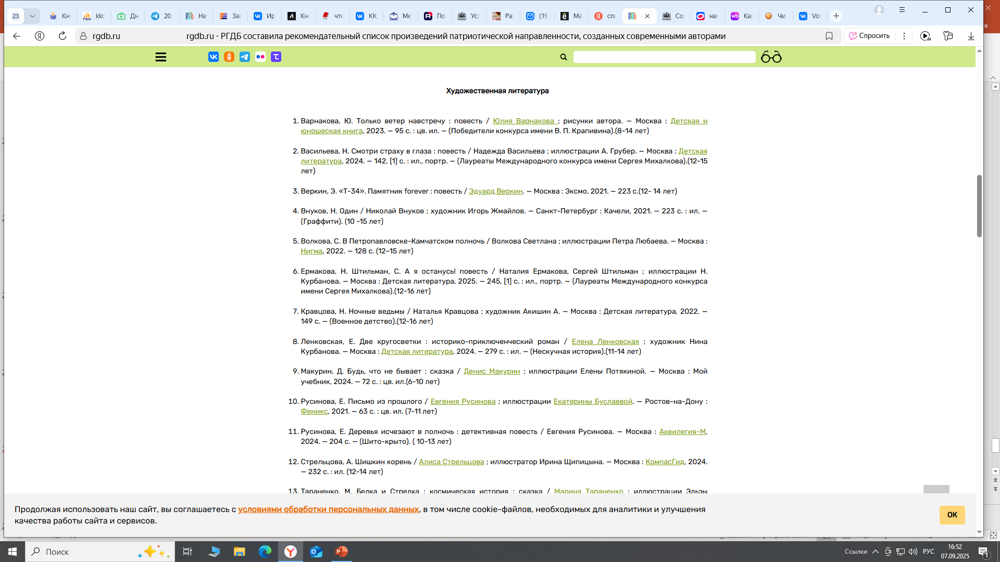 23
Кн
kkc
Дн
20
На
За
Ир
Кн
чте
КК
Ме
По
Усл
Раз
(19
Ма
спи
Со
нас
Ка
Чи
Voi
rgdb.ru
rgdb.ru - РГДБ составила рекомендательный список произведений патриотической направленности, созданных современными авторами
Спросить
Художественная литература
1. Варнакова, Ю. Только ветер навстречу : повесть / Юлия Варнакова ; рисунки автора. — Москва : Детская и
юношеская книга, 2023. — 95 с. : цв. ил. — (Победители конкурса имени В. П. Крапивина).(8-14 лет)
2. Васильева, Н. Смотри страху в глаза : повесть / Надежда Васильева ; иллюстрации А. Грубер. — Москва : Детская
литература, 2024. — 142, [1] с. : ил., портр. — (Лауреаты Международного конкурса имени Сергея Михалкова).(12-15
лет)
3. Веркин, Э. «Т-34». Памятник forever : повесть / Эдуард Веркин. — Москва : Эксмо, 2021. — 223 с.(12- 14 лет)
4. Внуков, Н. Один / Николай Внуков ; художник Игорь Жмайлов. — Санкт-Петербург : Качели, 2021. — 223 с. : ил. —
(Граффити). (10 -15 лет)
5. Волкова, С. В Петропавловске-Камчатском полночь / Волкова Светлана ; иллюстрации Петра Любаева. — Москва :
Нигма, 2022. — 128 с. (12–15 лет)
6. Ермакова, Н. Штильман, С. А я останусь! повесть / Наталия Ермакова, Сергей Штильман ; иллюстрации Н.
Курбанова. — Москва : Детская литература, 2025. — 245, [1] с. : ил., портр. — (Лауреаты Международного конкурса
имени Сергея Михалкова).(12-16 лет)
7. Кравцова, Н. Ночные ведьмы / Наталья Кравцова ; художник Акишин А. — Москва : Детская литература, 2022. —
149 с. — (Военное детство).(12-16 лет)
8. Ленковская, Е. Две кругосветки : историко-приключенческий роман / Елена Ленковская ; художник Нина
Курбанова. — Москва : Детская литература, 2024. — 279 с. : ил. — (Нескучная история).(11-14 лет)
9. Макурин, Д. Будь, что не бывает : сказка / Денис Макурин ; иллюстрации Елены Потякиной. — Москва : Мой
учебник, 2024. — 72 с. : цв. ил.(6-10 лет)
10. Русинова, Е. Письмо из прошлого / Евгения Русинова ; иллюстрации Екатерины Буслаевой. — Ростов-на-Дону :
Феникс, 2021. — 63 с. : цв. ил. (7-11 лет)
11. Русинова, Е. Деревья исчезают в полночь : детективная повесть / Евгения Русинова. — Москва : Аквилегия-М,
2024. — 204 с. — (Шито-крыто). ( 10-13 лет)
12. Стрельцова, А. Шишкин корень / Алиса Стрельцова ; иллюстратор Ирина Щипицына. — Москва : КомпасГид, 2024.
— 232 с. : ил. (12-14 лет)
13. Тараненко, М. Белка и Стрелка : космическая история : сказка / Марина Тараненко ; иллюстрации Эльзы
Продолжая использовать наш сайт, вы соглашаетесь с условиями обработки персональных данных, в том числе cookie-файлов, необходимых для аналитики и улучшения
качества работы сайта и сервисов.
OK
Поиск
Ссылки
РУС
16:52
07.09.2025
1